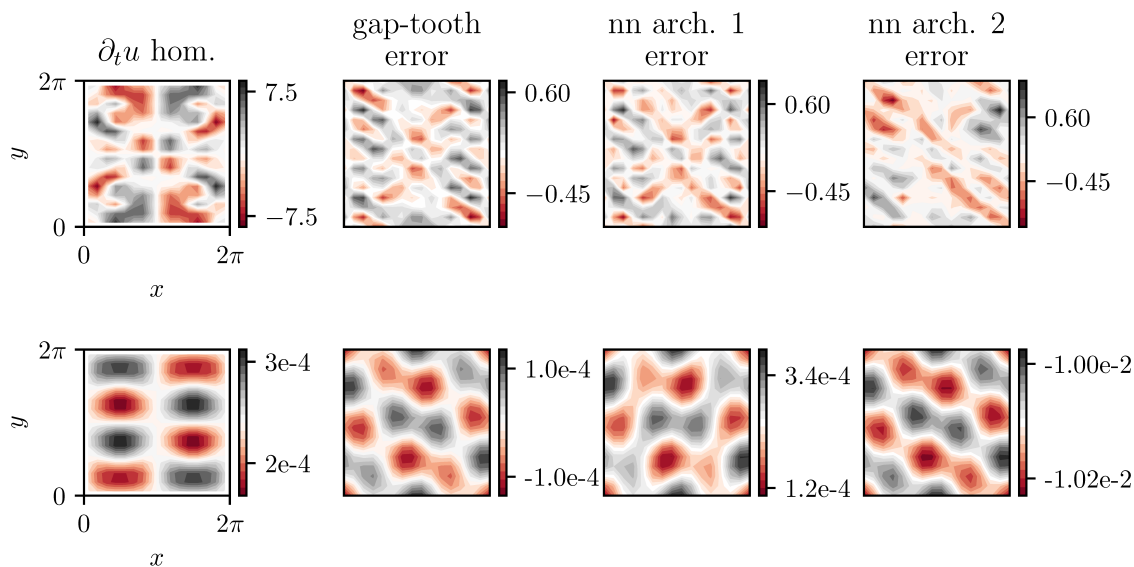 ∂ₜu hom.
gap-tooth
error
nn arch. 1
error
nn arch. 2
error
2π
y
0
0
2π
x
7.5
−7.5
0.60
−0.45
0.60
−0.45
0.60
−0.45
2π
y
0
0
2π
x
3e-4
2e-4
1.0e-4
-1.0e-4
3.4e-4
1.2e-4
-1.00e-2
-1.02e-2